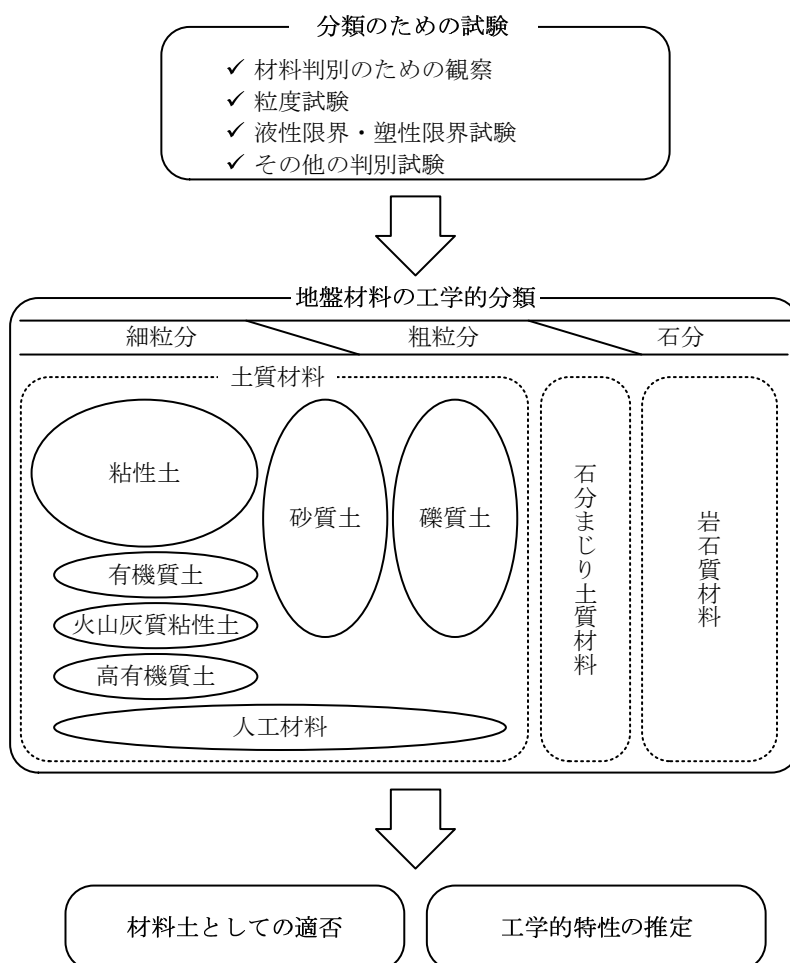 分類のための試験
✓ 材料判別のための観察
✓ 粒度試験
✓ 液性限界・塑性限界試験
✓ その他の判別試験
地盤材料の工学的分類
細粒分 粗粒分 石分
土質材料
粘性土
砂質土
礫質土
有機質土
火山灰質粘性土
高有機質土
人工材料
石分まじり土質材料
岩石質材料
材料土としての適否
工学的特性の推定